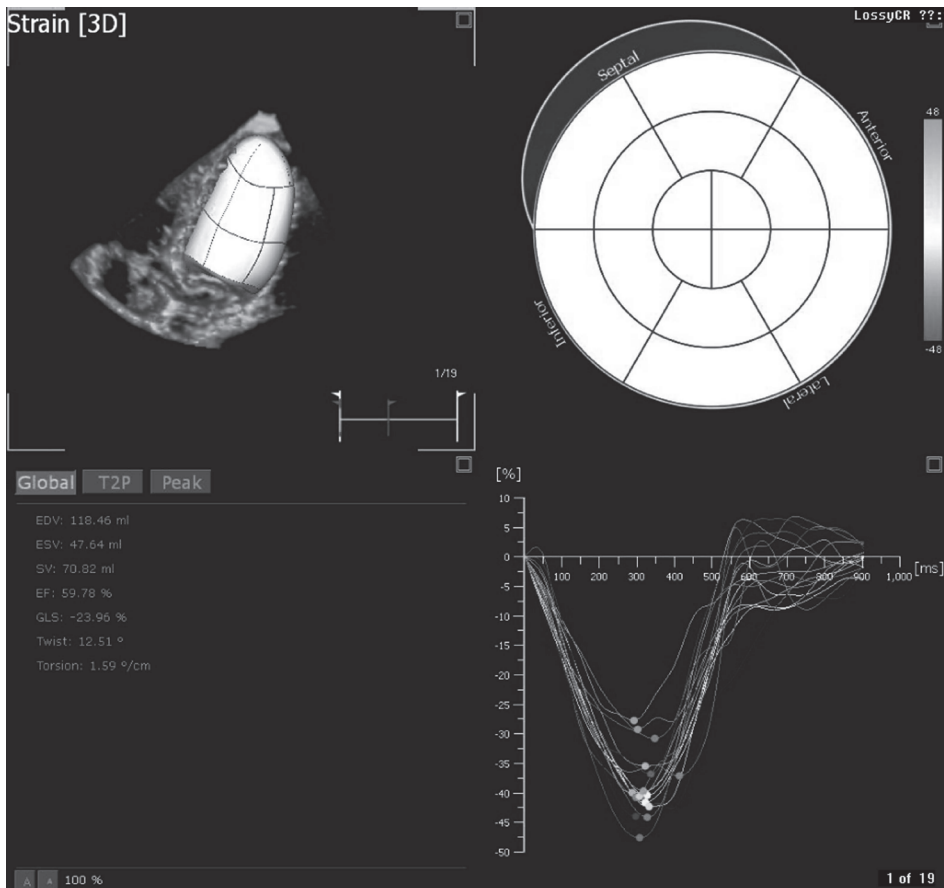 Strain [3D]
LossyCR ??:
Septal
Anterior
Inferior
Lateral
48
-48
1/19
Global T2P Peak
EDV: 118.46 ml
ESV: 47.64 ml
SV: 70.82 ml
EF: 59.78 %
GLS: -23.96 %
Twist: 12.51 °
Torsion: 1.59 °/cm
A ▲ 100 %
[%]
10
5
0
-5
-10
-15
-20
-25
-30
-35
-40
-45
-50
100 200 300 400 500 600 700 800 900 1,000 [ms]
1 of 19